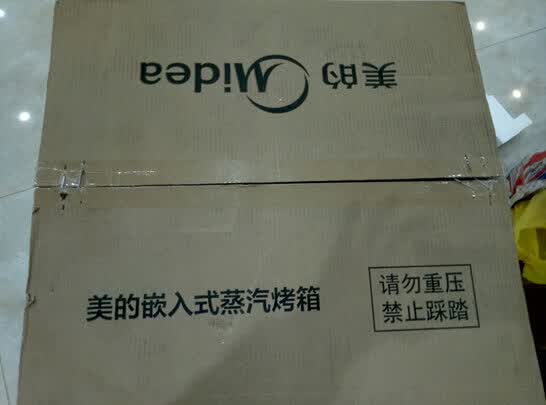 美的 Midea
美的嵌入式蒸汽烤箱
请勿重压
禁止踩踏